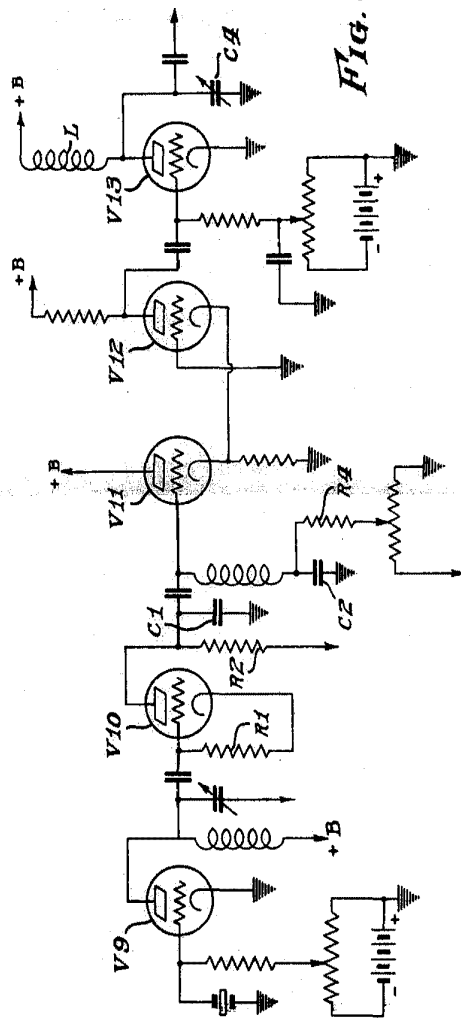 V9
- +
+B
V10
R1
R2
C1
C2
+B
V11
R4
+B
V12
+B
L
V13
- +
C4
FIG.